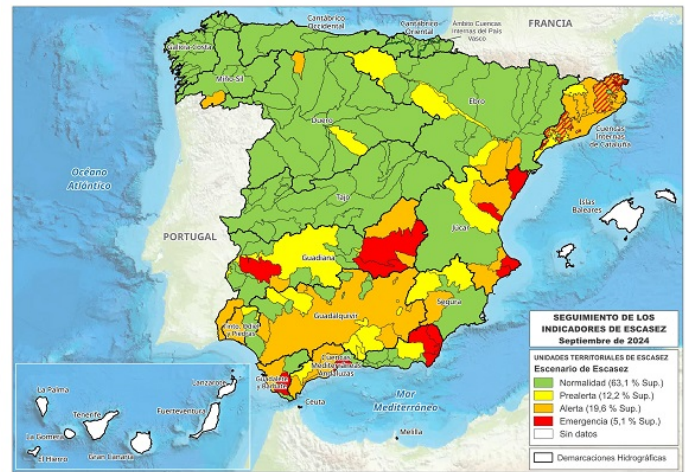 Cantábrico
Occidental
Cantábrico
Oriental
Ámbito Cuencas
Internas del País
Vasco
FRANCIA
Galicia-costa
Miño-Sil
Ebro
Duero
Cuencas
Internas
de Cataluña
Océano
Atlántico
Tajo
Islas
Baleares
PORTUGAL
Júcar
Guadiana
Segura
Guadalquivir
Tinto, Odiel
y Piedras
Cuencas
Mediterráneas
Andaluzas
Guadalete
y Barbate
Ceuta
Mar
Mediterráneo
Melilla
La Palma
Lanzarote
Tenerife
Fuerteventura
La Gomera
El Hierro
Gran Canaria
SEGUIMIENTO DE LOS
INDICADORES DE ESCASEZ
Septiembre de 2024
UNIDADES TERRITORIALES DE ESCASEZ
Escenario de Escasez
Normalidad (63,1 % Sup.)
Prealerta (12,2 % Sup.)
Alerta (19,6 % Sup.)
Emergencia (5,1 % Sup.)
Sin datos
Demarcaciones Hidrográficas